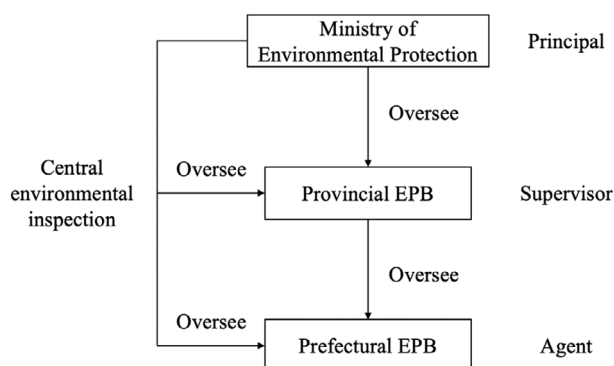 Ministry of
Environmental Protection
Principal
Oversee
Central
environmental
inspection
Oversee
Provincial EPB
Supervisor
Oversee
Oversee
Prefectural EPB
Agent